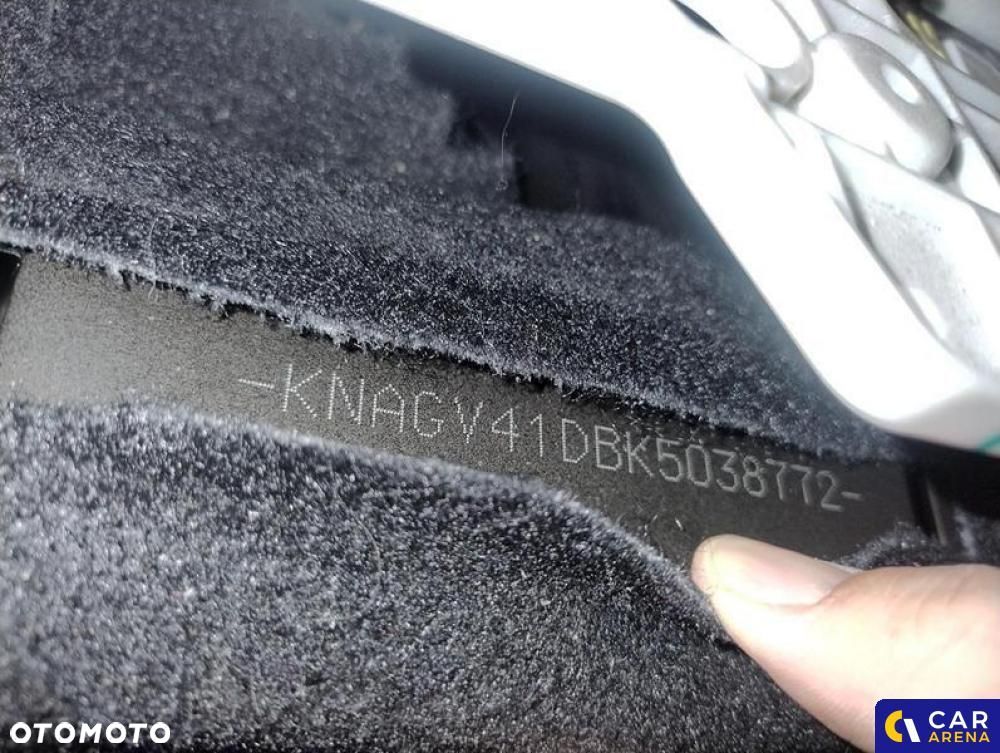 -KNAGV41DBK5038772-
OTOMOTO
CAR
ARENA